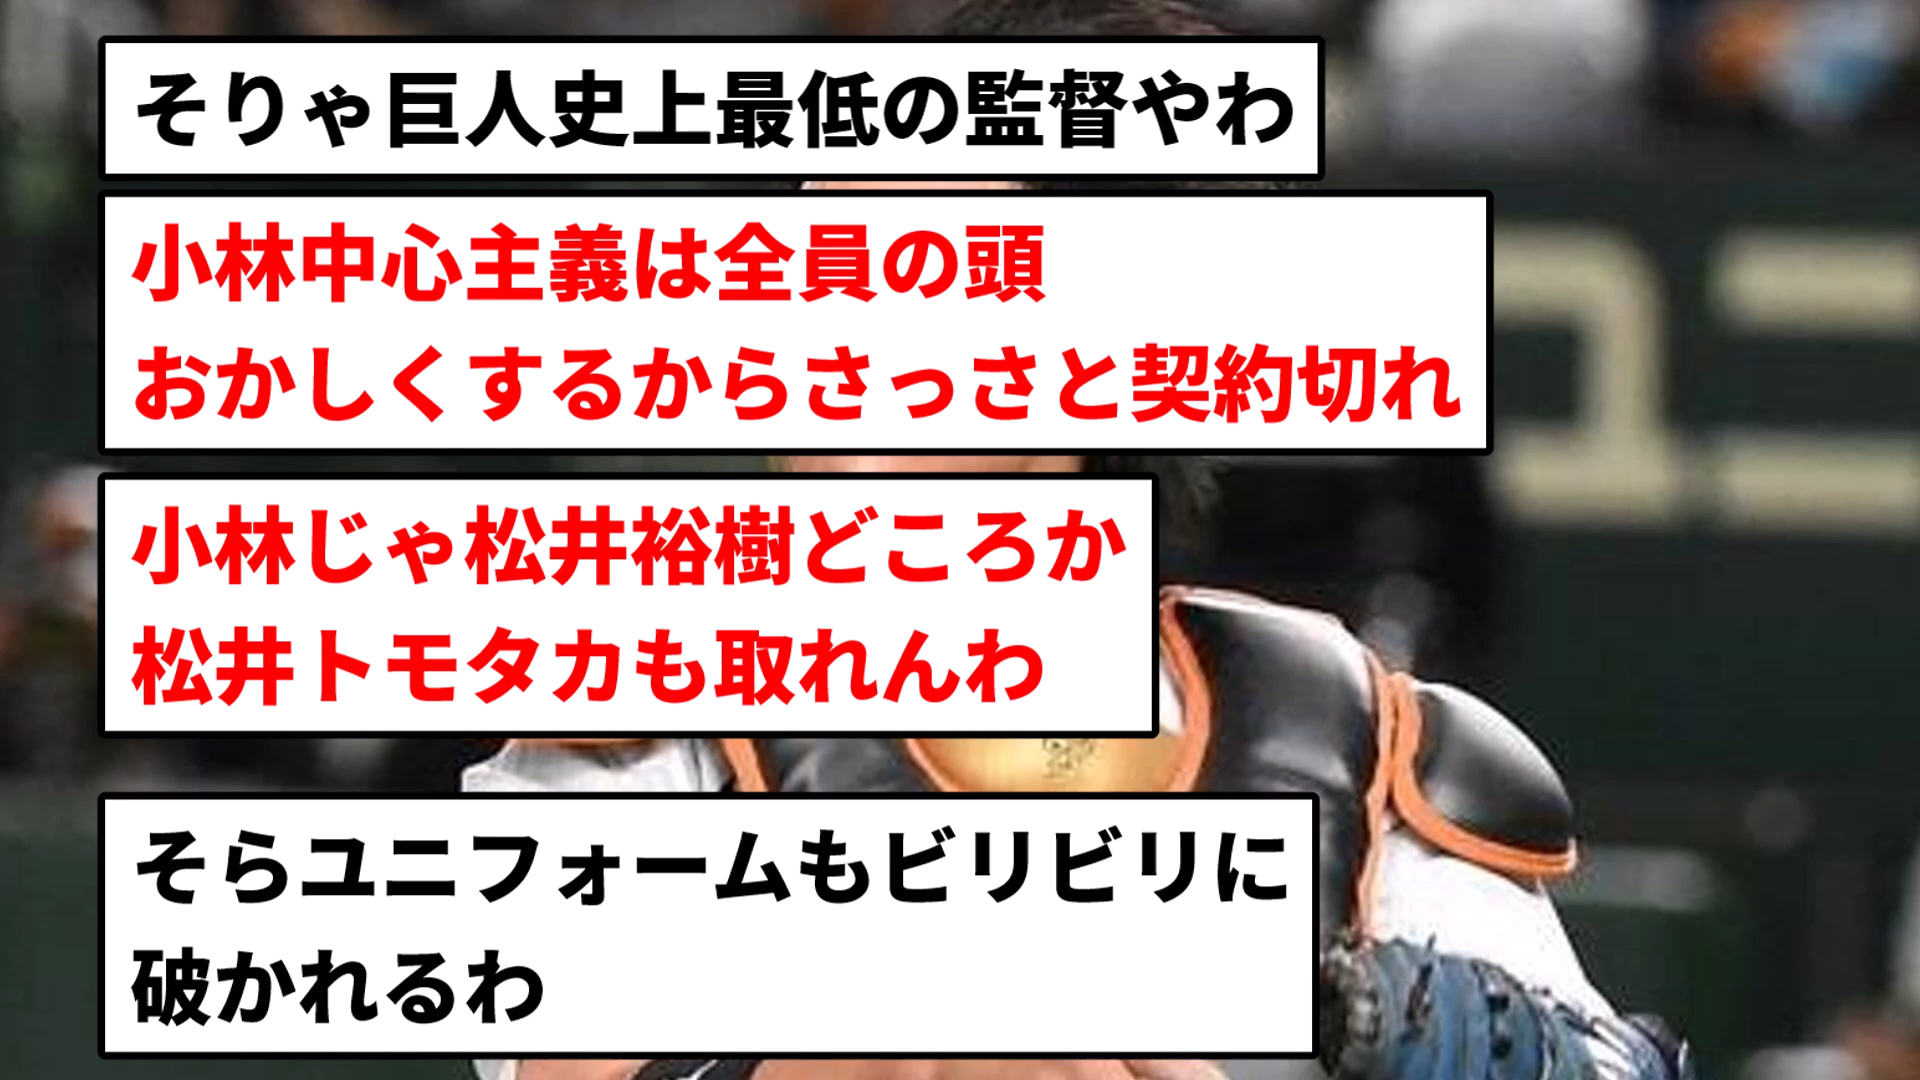 そりゃ巨人史上最低の監督やわ
小林中心主義は全員の頭
おかしくするからさっさと契約切れ
小林じゃ松井裕樹どころか
松井トモタカも取れんわ
そらユニフォームもビリビリに
破かれるわ